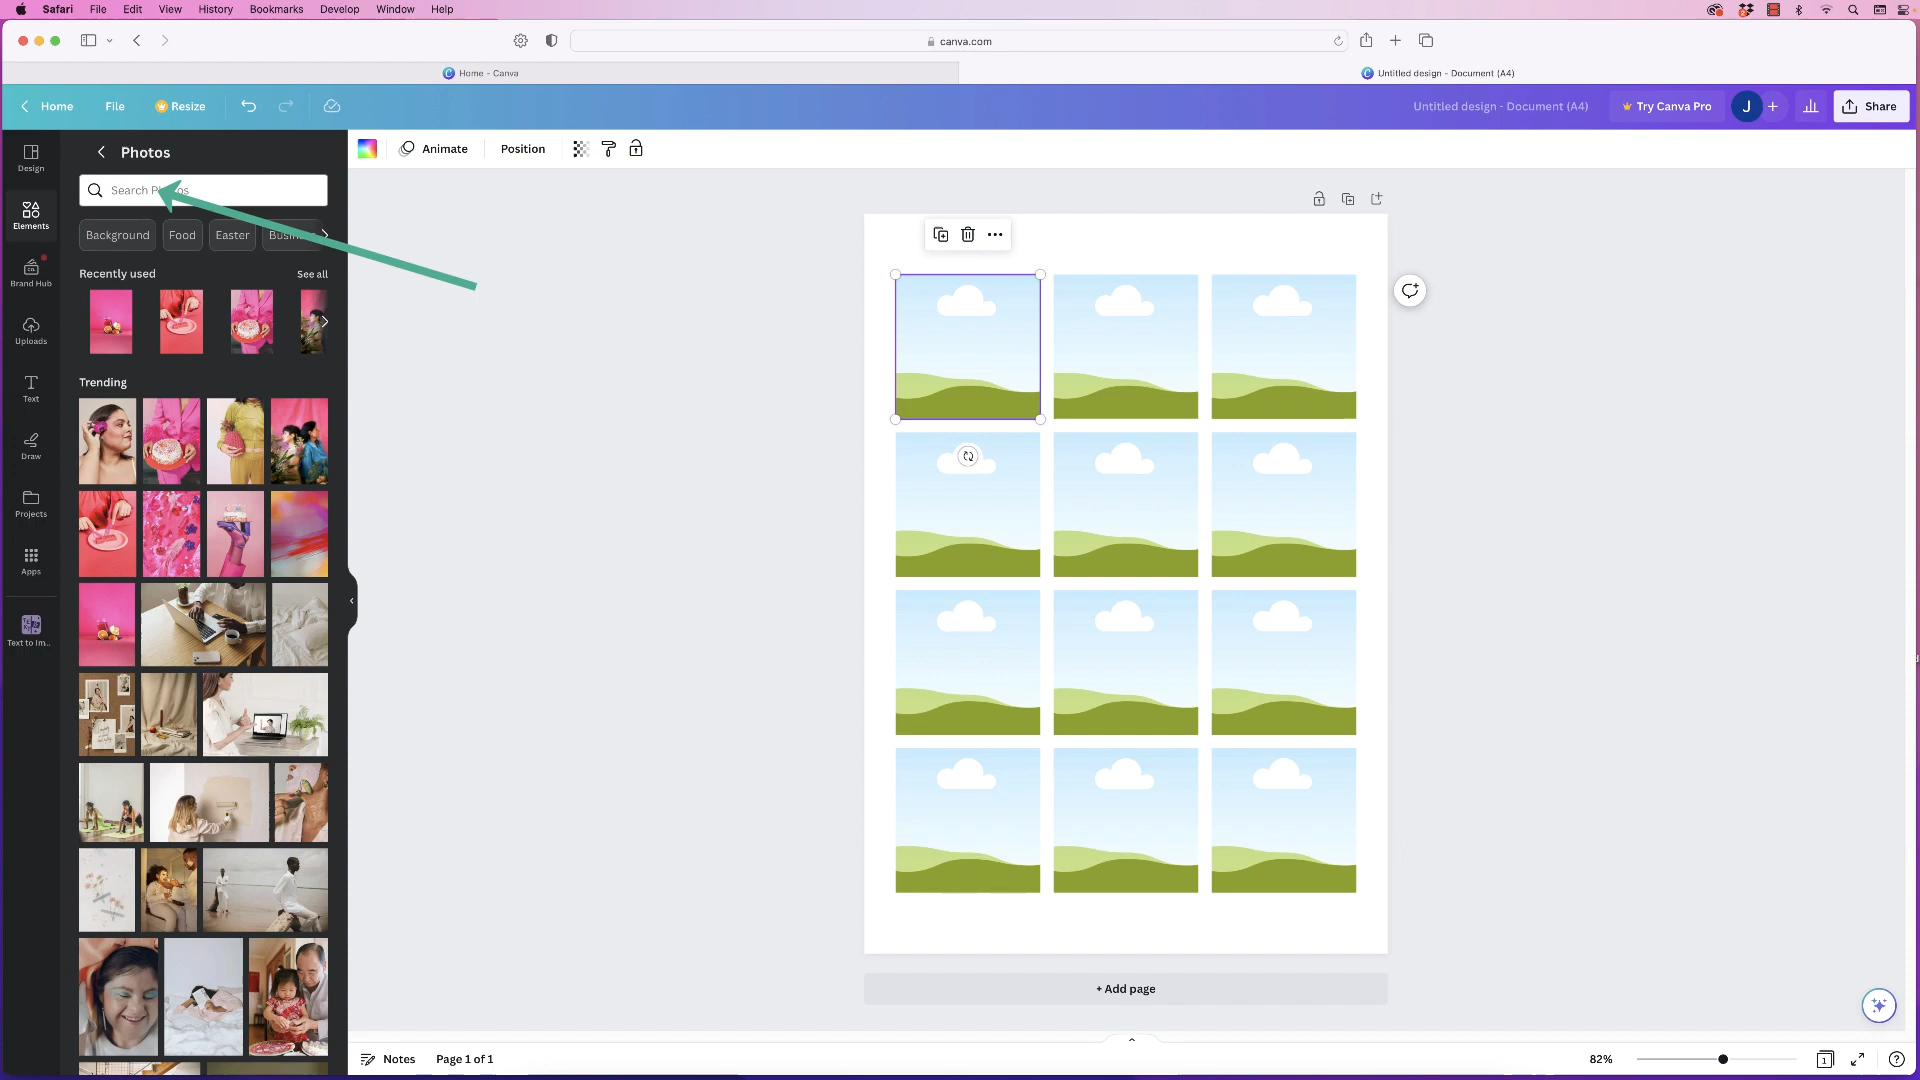 Safari File Edit View History Bookmarks Develop Window Help
canva.com
Home - Canva
Untitled design - Document (A4)
Home File Resize
Untitled design - Document (A4)
Try Canva Pro
J
Share
Design
Elements
Brand Hub
Uploads
Text
Draw
Projects
Apps
Text to Im...
Photos
Search Photos
Background Food Easter
Recently used See all
Trending
Animate Position
+ Add page
Notes Page 1 of 1
82%
1